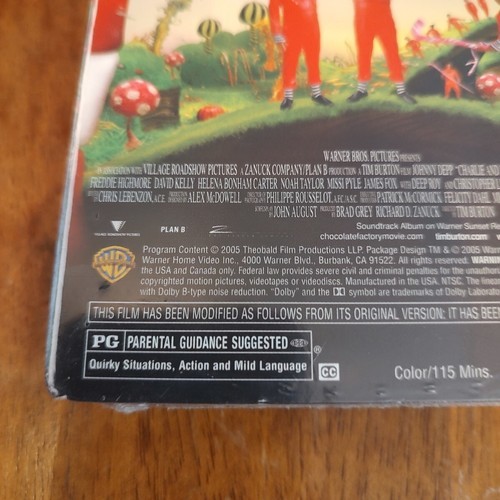 WARNER BROS. PICTURES PRESENTS
IN ASSOCIATION WITH VILLAGE ROADSHOW PICTURES A ZANUCK COMPANY/PLAN B PRODUCTION A TIM BURTON FILM JOHNNY DEPP "CHARLIE AND
FREDDIE HIGHMORE DAVID KELLY HELENA BONHAM CARTER NOAH TAYLOR MISSI PYLE JAMES FOX WITH DEEP ROY AND CHRISTOPHER
CHRIS LEBENZON, A.C.E. ALEX McDOWELL PHILIPPE ROUSSELOT, A.F.C./A.S.C. PATRICK McCORMICK FELICITY DAHL
JOHN AUGUST PRODUCED BY BRAD GREY RICHARD D. ZANUCK TIM BURTON
PLAN B
Soundtrack Album on Warner Sunset
chocolatefactorymovie.com timburton.com
Program Content © 2005 Theobald Film Productions LLP. Package Design TM & © 2005
Warner Home Video Inc., 4000 Warner Blvd., Burbank, CA 91522. All rights reserved.
the USA and Canada only. Federal law provides severe civil and criminal penalties for the
copyrighted motion pictures, videotapes or videodiscs. Manufactured in the USA. NTSC. The
with Dolby B-type noise reduction. "Dolby" and the symbol are trademarks of Dolby
THIS FILM HAS BEEN MODIFIED AS FOLLOWS FROM ITS ORIGINAL VERSION: IT HAS
PG PARENTAL GUIDANCE SUGGESTED ®
Quirky Situations, Action and Mild Language
CC
Color/115 Mins.